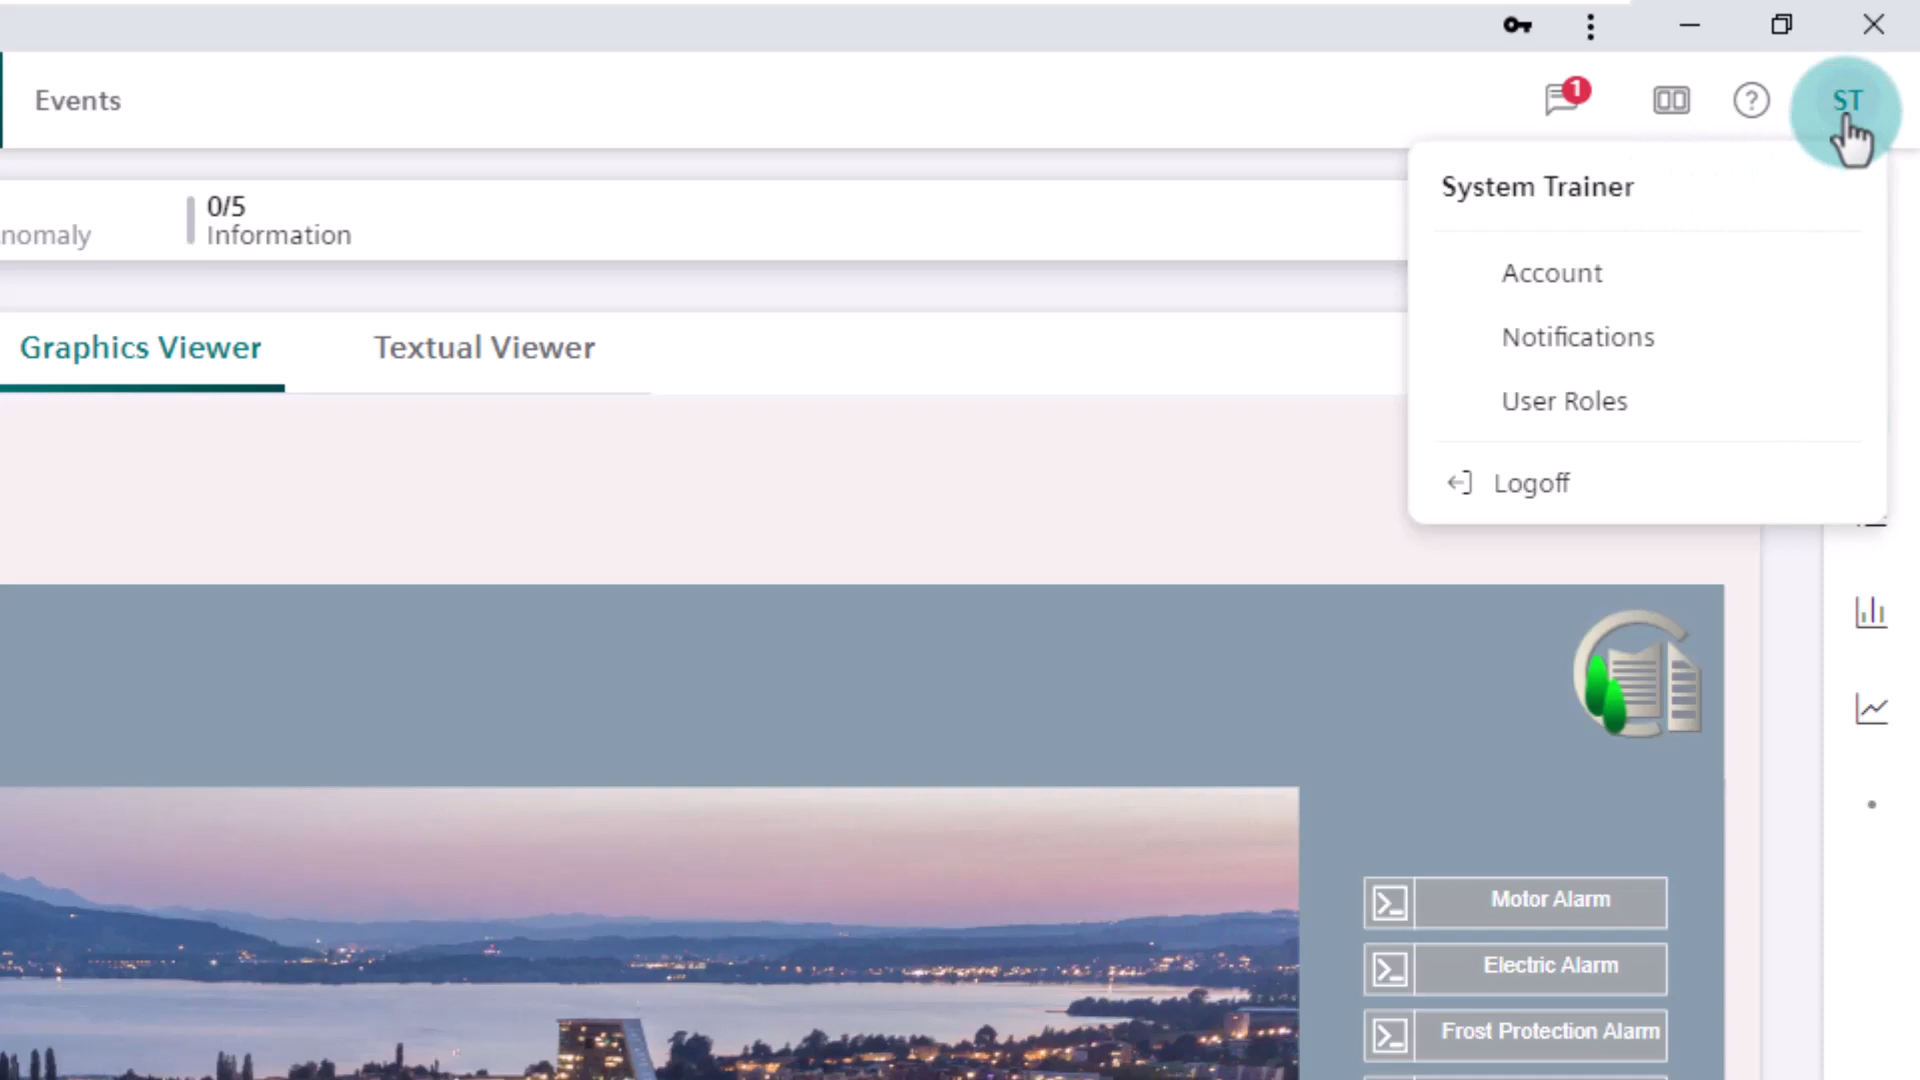 Events
1
ST
System Trainer
0/5
nomaly
Information
Account
Graphics Viewer
Textual Viewer
Notifications
User Roles
Logoff
Motor Alarm
Electric Alarm
Frost Protection Alarm